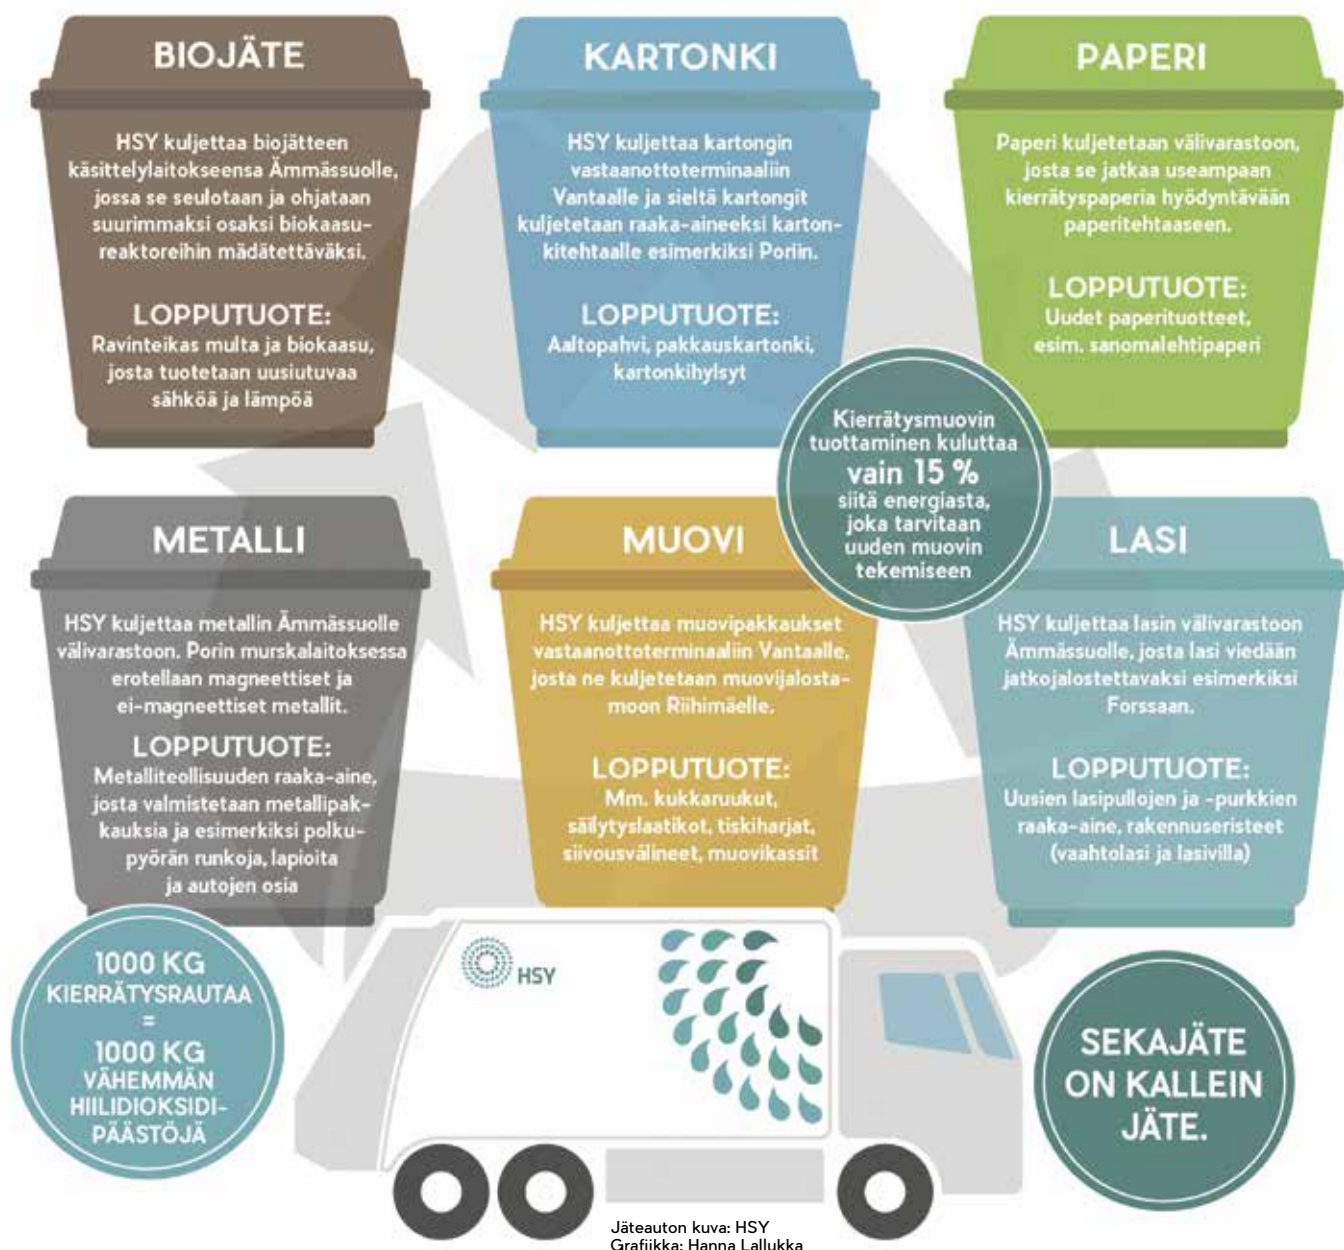 BIOJÄTE
HSY kuljettaa biojätteen
käsittelylaitokseensa Ämmässuolle,
jossa se seulotaan ja ohjataan
suurimmaksi osaksi biokaasu-
reaktoreihin mädätettäväksi.
LOPPUTUOTE:
Ravinteikas multa ja biokaasu,
josta tuotetaan uusiutuvaa
sähköä ja lämpöä
KARTONKI
HSY kuljettaa kartongin
vastaanottoterminaaliin
Vantaalle ja sieltä kartongit
kuljetetaan raaka-aineeksi karton-
kitehtaalle esimerkiksi Poriin.
LOPPUTUOTE:
Aaltopahvi, pakkauskartonki,
kartonkihylsyt
PAPERI
Paperi kuljetetaan välivarastoon,
josta se jatkaa useampaan
kierrätyspaperia hyödyntävään
paperitehtaaseen.
LOPPUTUOTE:
Uudet paperituotteet,
esim. sanomalehtipaperi
Kierrätysmuovin
tuottaminen kuluttaa
vain 15 %
siitä energiasta,
joka tarvitaan
uuden muovin
tekemiseen
METALLI
HSY kuljettaa metallin Ämmässuolle
välivarastoon. Porin murskalaitoksessa
erotellaan magneettiset ja
ei-magneettiset metallit.
LOPPUTUOTE:
Metalliteollisuuden raaka-aine,
josta valmistetaan metallipak-
kauksia ja esimerkiksi polku-
pyörän runkoja, lapioita
ja autojen osia
MUOVI
HSY kuljettaa muovipakkaukset
vastaanottoterminaaliin Vantaalle,
josta ne kuljetetaan muovijalosta-
moon Riihimäelle.
LOPPUTUOTE:
Mm. kukkaruukut,
säilytyslaatikot, tiskiharjat,
siivousvälineet, muovikassit
LASI
HSY kuljettaa lasin välivarastoon
Ämmässuolle, josta lasi viedään
jatkojalostettavaksi esimerkiksi
Forssaan.
LOPPUTUOTE:
Uusien lasipullojen ja -purkkien
raaka-aine, rakennuseristeet
(vaahtolasi ja lasivilla)
1000 KG
KIERRÄTYSRAUTAA
=
1000 KG
VÄHEMMÄN
HIILIDIOKSIDI-
PÄÄSTÖJÄ
HSY
SEKAJÄTE
ON KALLEIN
JÄTE.
Jäteauton kuva: HSY
Grafiikka: Hanna Lallukka